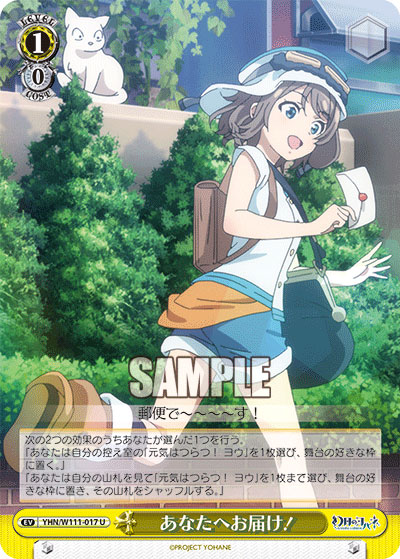 LEVEL
1
0
COST
SAMPLE
郵便で～～～～す！
次の2つの効果のうちあなたが選んだ1つを行う。
「あなたは自分の控え室の「元気はつらつ！ ヨウ」を1枚選び、舞台の好きな枠
に置く。」
「あなたは自分の山札を見て「元気はつらつ！ ヨウ」を1枚まで選び、舞台の好きな
枠に置き、その山札をシャッフルする。」
EV YHN/W111-017 U
あなたへお届け！
幻日のヨハネ
©PROJECT YOHANE